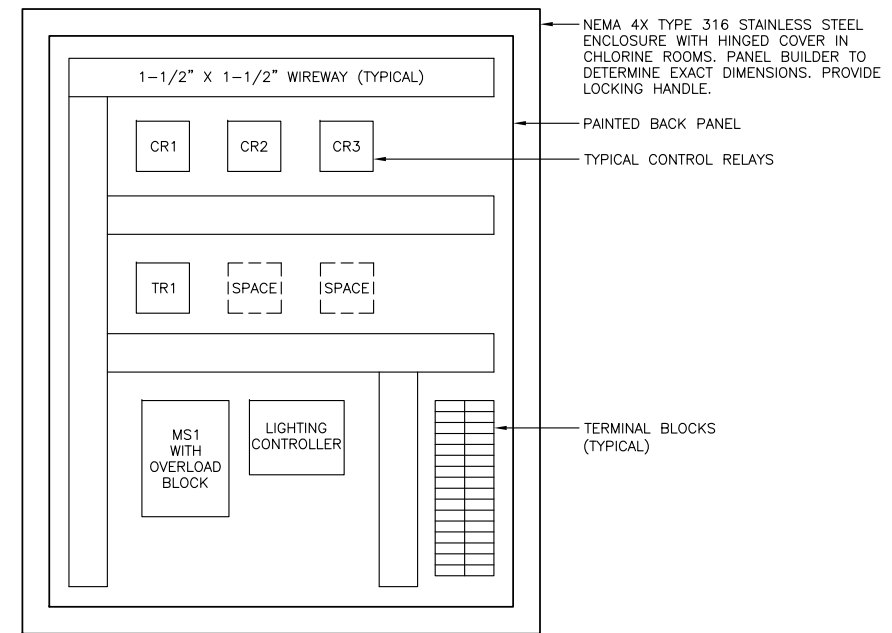 NEMA 4X TYPE 316 STAINLESS STEEL
ENCLOSURE WITH HINGED COVER IN
CHLORINE ROOMS. PANEL BUILDER TO
DETERMINE EXACT DIMENSIONS. PROVIDE
LOCKING HANDLE.
1-1/2" X 1-1/2" WIREWAY (TYPICAL)
PAINTED BACK PANEL
CR1
CR2
CR3
TYPICAL CONTROL RELAYS
TR1
SPACE
SPACE
MS1
WITH
OVERLOAD
BLOCK
LIGHTING
CONTROLLER
TERMINAL BLOCKS
(TYPICAL)